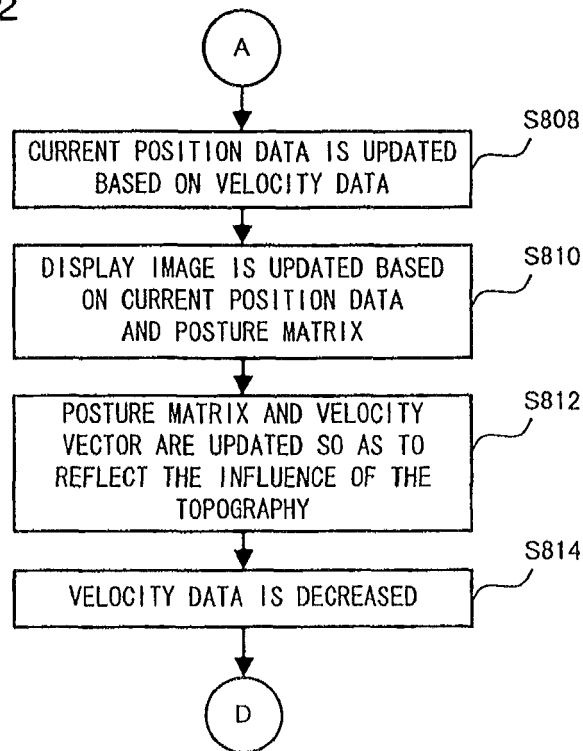 2
A
S808
CURRENT POSITION DATA IS UPDATED
BASED ON VELOCITY DATA
S810
DISPLAY IMAGE IS UPDATED BASED
ON CURRENT POSITION DATA
AND POSTURE MATRIX
S812
POSTURE MATRIX AND VELOCITY
VECTOR ARE UPDATED SO AS TO
REFLECT THE INFLUENCE OF THE
TOPOGRAPHY
S814
VELOCITY DATA IS DECREASED
D